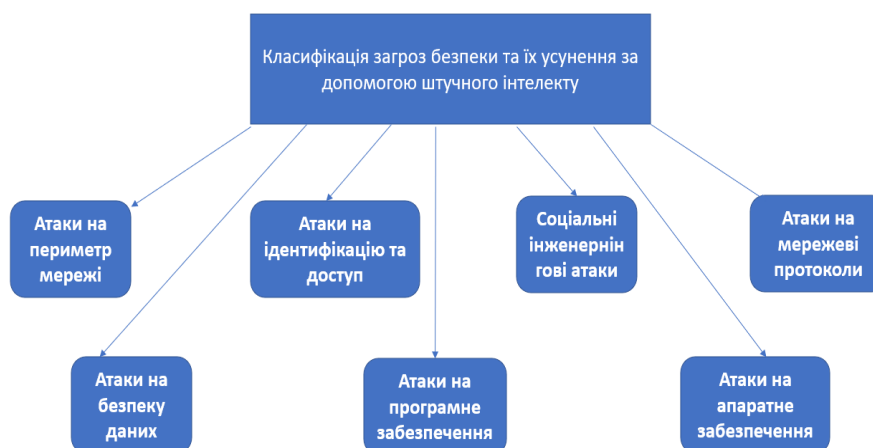 Класифікація загроз безпеки та їх усунення за
допомогою штучного інтелекту
Атаки на
периметр
мережі
Атаки на
ідентифікацію та
доступ
Соціальні
інженернін
гові атаки
Атаки на
мережеві
протоколи
Атаки на
безпеку
даних
Атаки на
програмне
забезпечення
Атаки на
апаратне
забезпечення